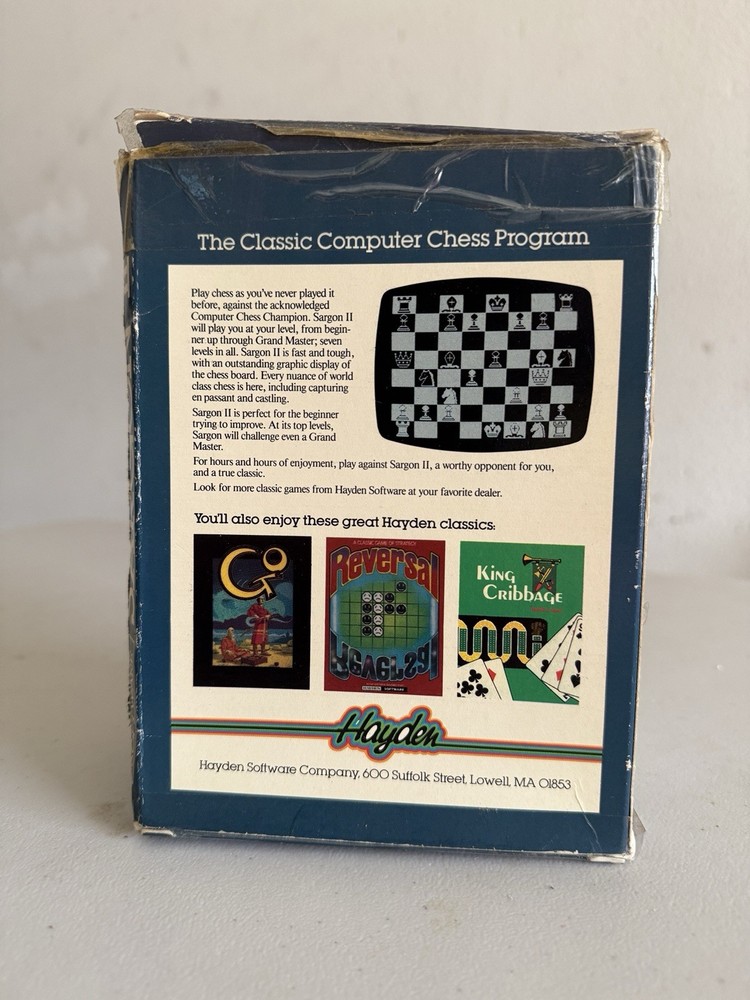 The Classic Computer Chess Program
Play chess as you've never played it
before, against the acknowledged
Computer Chess Champion. Sargon II
will play you at your level, from begin-
ner up through Grand Master; seven
levels in all. Sargon II is fast and tough,
with an outstanding graphic display of
the chess board. Every nuance of world
class chess is here, including capturing
en passant and castling.
Sargon II is perfect for the beginner
trying to improve. At its top levels,
Sargon will challenge even a Grand
Master.
For hours and hours of enjoyment, play against Sargon II, a worthy opponent for you,
and a true classic.
Look for more classic games from Hayden Software at your favorite dealer.
You'll also enjoy these great Hayden classics:
GO
A CLASSIC GAME OF STRATEGY
Reversal
Reversal
HAYDEN SOFTWARE
King
Cribbage
Hayden
Hayden Software Company, 600 Suffolk Street, Lowell, MA 01853